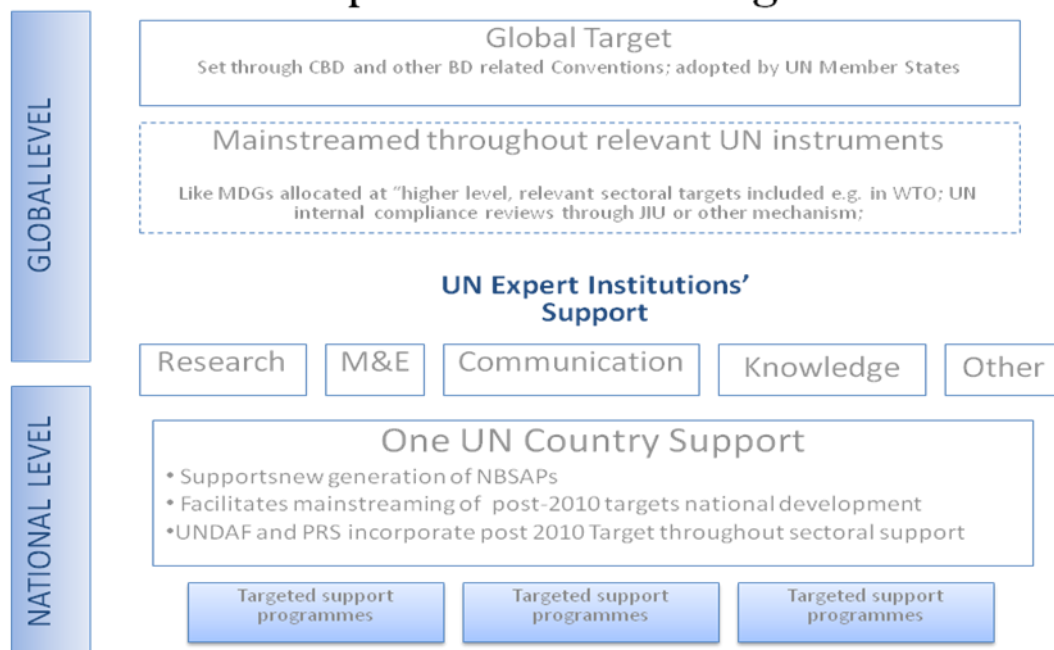 GLOBAL LEVEL
Global Target
Set through CBD and other BD related Conventions; adopted by UN Member States
Mainstreamed throughout relevant UN instruments
Like MDGs allocated at “higher level, relevant sectoral targets included e.g. in WTO; UN
internal compliance reviews through JIU or other mechanism;
UN Expert Institutions’
Support
Research
M&E
Communication
Knowledge
Other
NATIONAL LEVEL
One UN Country Support
• Supportsnew generation of NBSAPs
• Facilitates mainstreaming of post-2010 targets national development
•UNDAF and PRS incorporate post 2010 Target throughout sectoral support
Targeted support
programmes
Targeted support
programmes
Targeted support
programmes